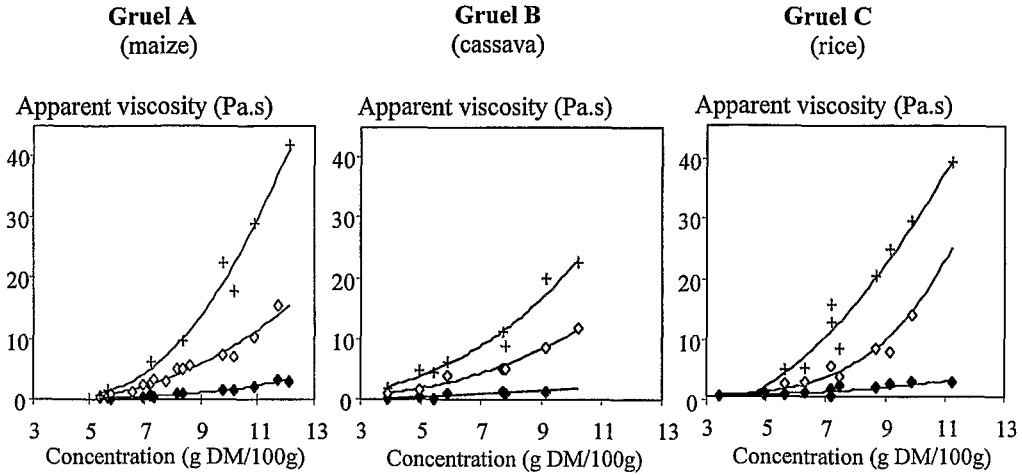 Gruel A
(maize)
Apparent viscosity (Pa.s)
40
30
20
10
0
3 5 7 9 11 13
Concentration (g DM/100g)
Gruel B
(cassava)
Apparent viscosity (Pa.s)
40
30
20
10
0
3 5 7 9 11 13
Concentration (g DM/100g)
Gruel C
(rice)
Apparent viscosity (Pa.s)
40
30
20
10
0
3 5 7 9 11 13
Concentration (g DM/100g)